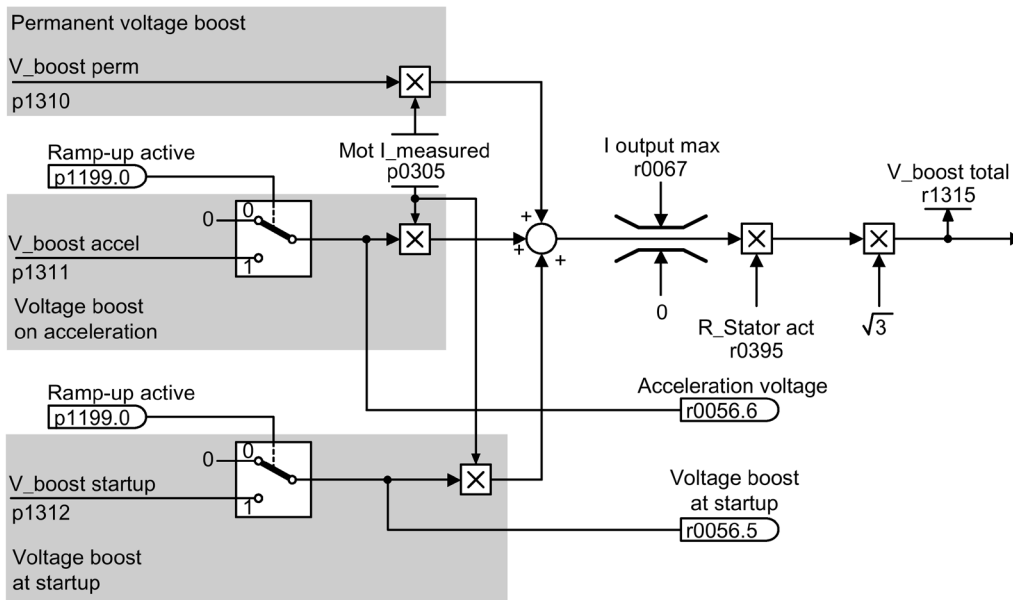 Permanent voltage boost
V_boost perm
p1310
Ramp-up active
p1199.0
Mot I_measured
p0305
I output max
r0067
V_boost total
r1315
0
0
1
V_boost accel
p1311
Voltage boost
on acceleration
×
×
+
+
+
0
×
R_Stator act
r0395
×
√3
Acceleration voltage
r0056.6
Ramp-up active
p1199.0
0
0
1
V_boost startup
p1312
×
Voltage boost
at startup
r0056.5
Voltage boost
at startup